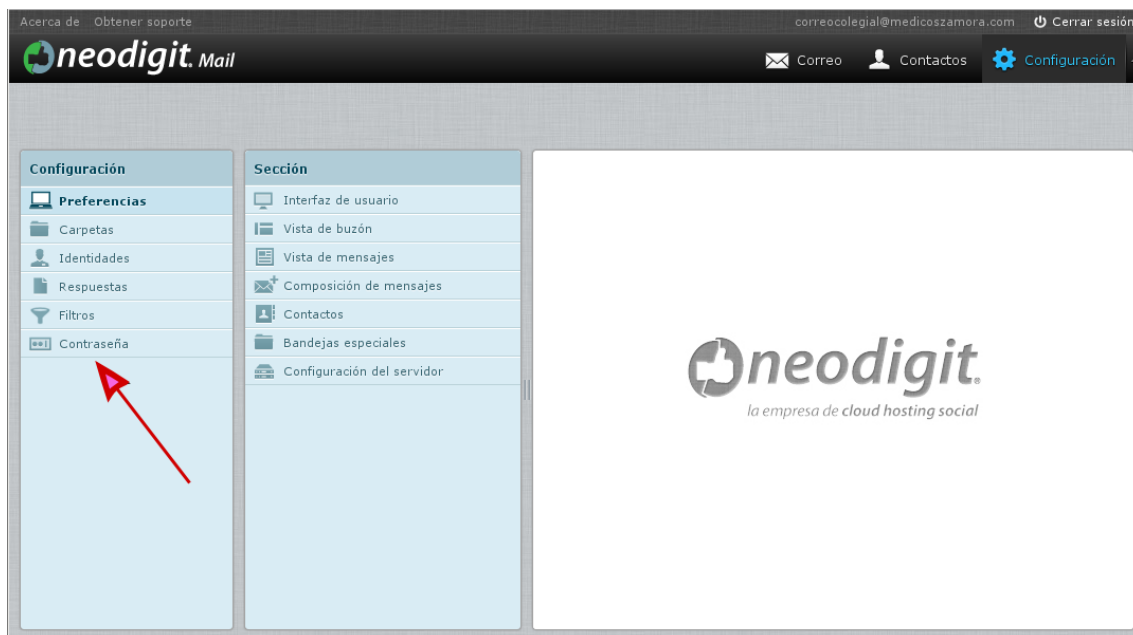 Acerca de Obtener soporte
correocolegial@medicoszamora.com Cerrar sesión
neodigit. Mail
Correo Contactos Configuración
Configuración
Preferencias
Carpetas
Identidades
Respuestas
Filtros
Contraseña
Sección
Interfaz de usuario
Vista de buzón
Vista de mensajes
Composición de mensajes
Contactos
Bandejas especiales
Configuración del servidor
neodigit.
la empresa de cloud hosting social